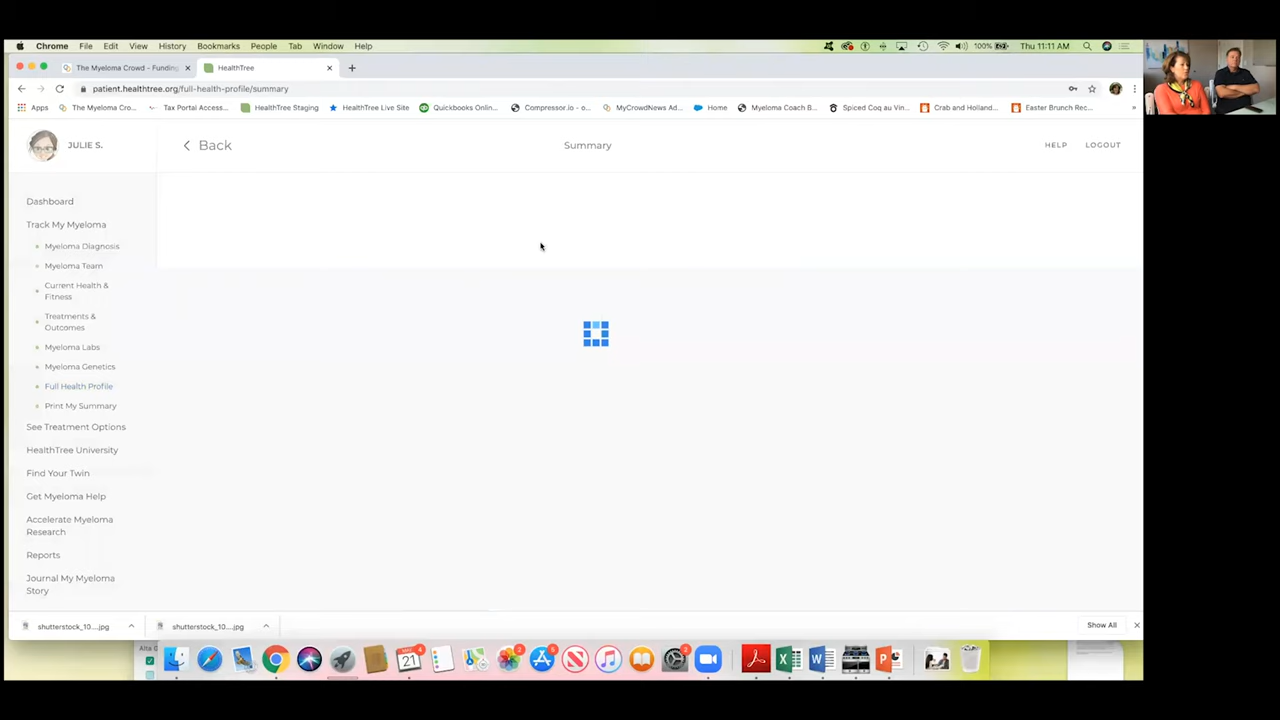 Chrome File Edit View History Bookmarks People Tab Window Help 100% Thu 11:11 AM
The Myeloma Crowd - Funding HealthTree
patient.healthtree.org/full-health-profile/summary
Apps The Myeloma Cro... Tax Portal Access... HealthTree Staging HealthTree Live Site Quickbooks Onlin... Compressor.io - o... MyCrowdNews Ad... Home Myeloma Coach B... Spiced Coq au Vin... Crab and Holland... Easter Brunch Rec... »
JULIE S. Back Summary HELP LOGOUT
Dashboard
Track My Myeloma
Myeloma Diagnosis
Myeloma Team
Current Health &
Fitness
Treatments &
Outcomes
Myeloma Labs
Myeloma Genetics
Full Health Profile
Print My Summary
See Treatment Options
HealthTree University
Find Your Twin
Get Myeloma Help
Accelerate Myeloma
Research
Reports
Journal My Myeloma
Story
shutterstock_10....jpg shutterstock_10....jpg Show All
Alta
21